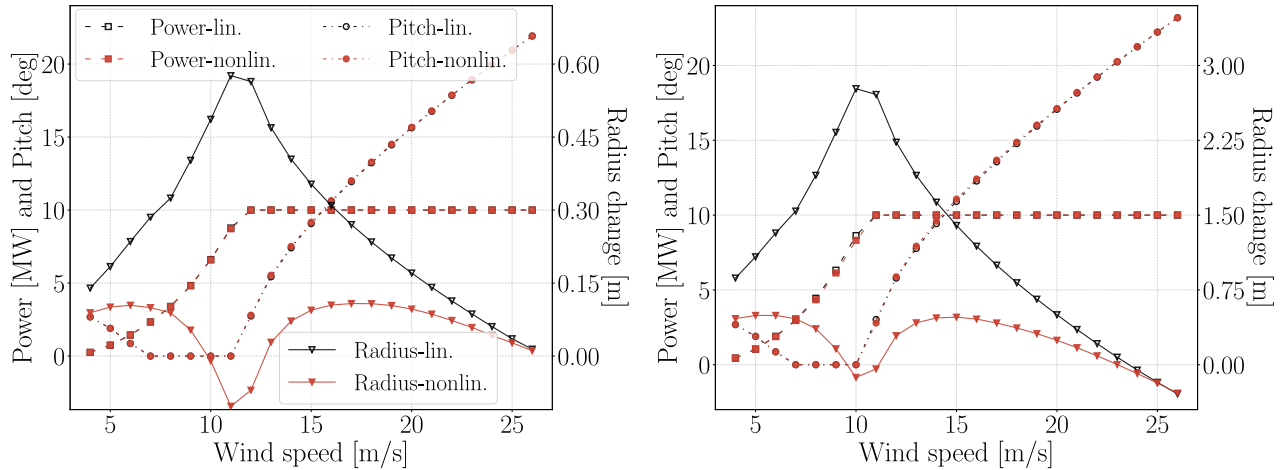 Power-lin.
Power-nonlin.
Pitch-lin.
Pitch-nonlin.
Power [MW] and Pitch [deg]
20
15
10
5
0
0.60
0.45
0.30
0.15
0.00
Radius change [m]
Radius-lin.
Radius-nonlin.
5
10
15
20
25
Wind speed [m/s]
Power [MW] and Pitch [deg]
20
15
10
5
0
3.00
2.25
1.50
0.75
0.00
Radius change [m]
5
10
15
20
25
Wind speed [m/s]